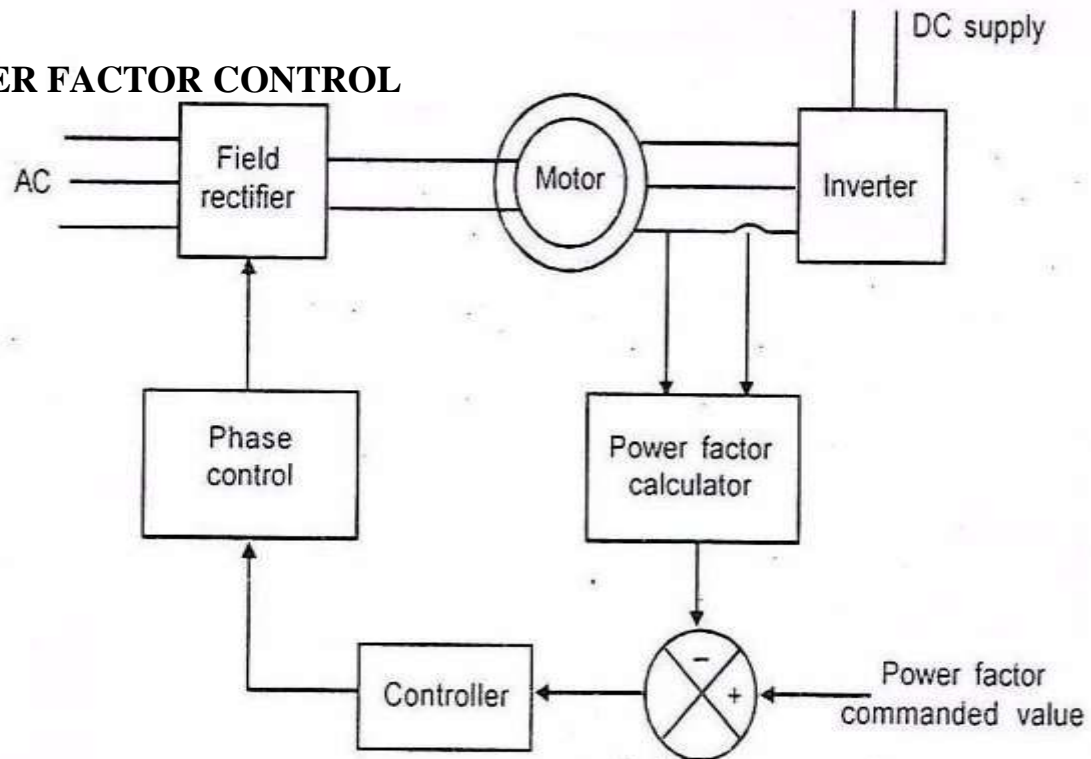 DC supply
ER FACTOR CONTROL
AC
Field
rectifier
Motor
Inverter
Phase
control
Power factor
calculator
−
+
Controller
Power factor
commanded value